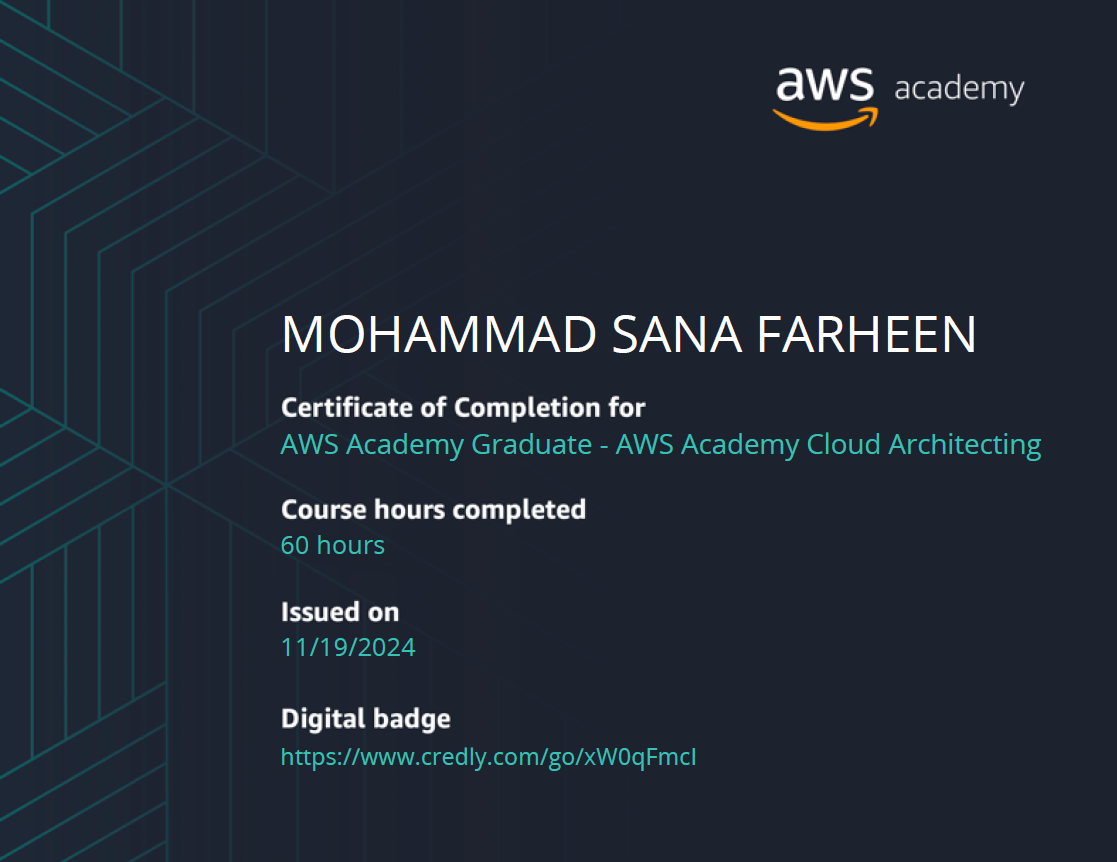 aws academy
MOHAMMAD SANA FARHEEN
Certificate of Completion for
AWS Academy Graduate - AWS Academy Cloud Architecting
Course hours completed
60 hours
Issued on
11/19/2024
Digital badge
https://www.credly.com/go/xW0qFmcI